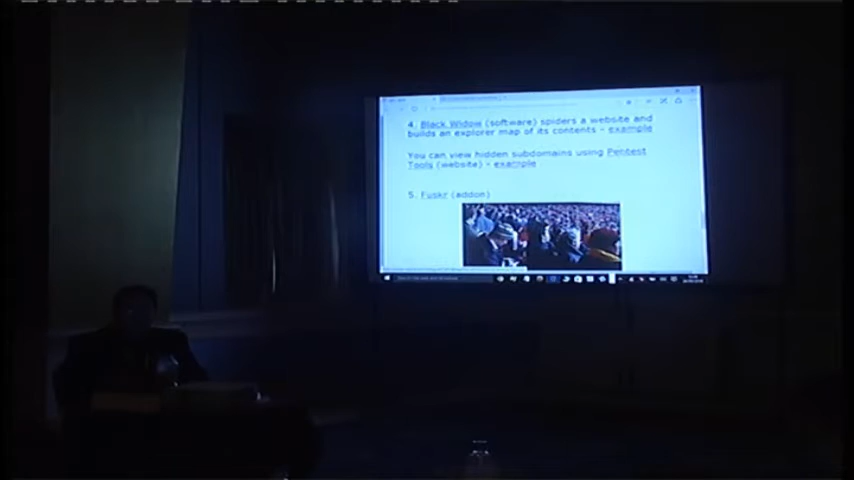 4. Black Widow (software) spiders a website and
builds an explorer map of its contents - example
You can view hidden subdomains using Pentest
Tools (website) - example
5. Fuskr (addon)